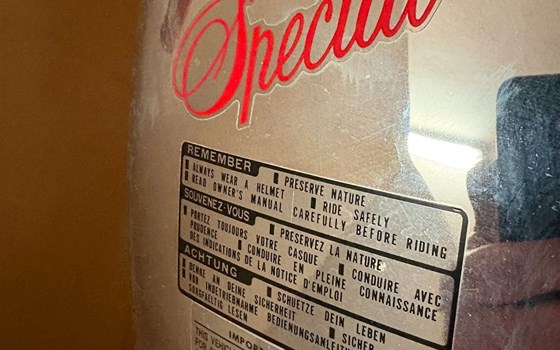 Special
REMEMBER
▮ ALWAYS WEAR A HELMET ▮ PRESERVE NATURE
▮ READ OWNER'S MANUAL CAREFULLY BEFORE RIDING ▮ RIDE SAFELY
SOUVENEZ-VOUS
▮ PORTEZ TOUJOURS VOTRE CASQUE ▮ CONDUIRE AVEC
PRUDENCE ▮ PRESERVEZ LA NATURE
▮ CONDUIRE EN PLEINE CONNAISSANCE
DES INDICATIONS DE LA NOTICE D'EMPLOI
ACHTUNG
▮ DENKE AN DEINE SICHERHEIT ▮ SCHUETZE DEIN LEBEN
▮ VOR INBETRIEBNAHME BEDIENUNGSANLEITUNG ▮ SICHER
SORGFAELTIG LESEN
THIS VEHICLE
FOR